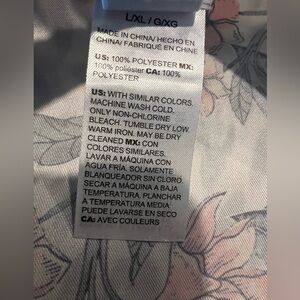 L/XL / G/XG
MADE IN CHINA/ HECHO EN
CHINA/ FABRIQUÉ EN CHINE
US: 100% POLYESTER MX:
100% poliéster CA: 100%
POLYESTER
US: WITH SIMILAR COLORS.
MACHINE WASH COLD.
ONLY NON-CHLORINE
BLEACH. TUMBLE DRY LOW.
WARM IRON. MAY BE DRY
CLEANED MX: CON
COLORES SIMILARES.
LAVAR A MÁQUINA CON
AGUA FRÍA. SOLAMENTE
BLANQUEADOR SIN CLORO.
SECAR A MÁQUINA A BAJA
TEMPERATURA. PLANCHAR
A TEMPERATURA MEDIA.
PUEDE LAVARSE EN SECO
CA: AVEC COULEURS